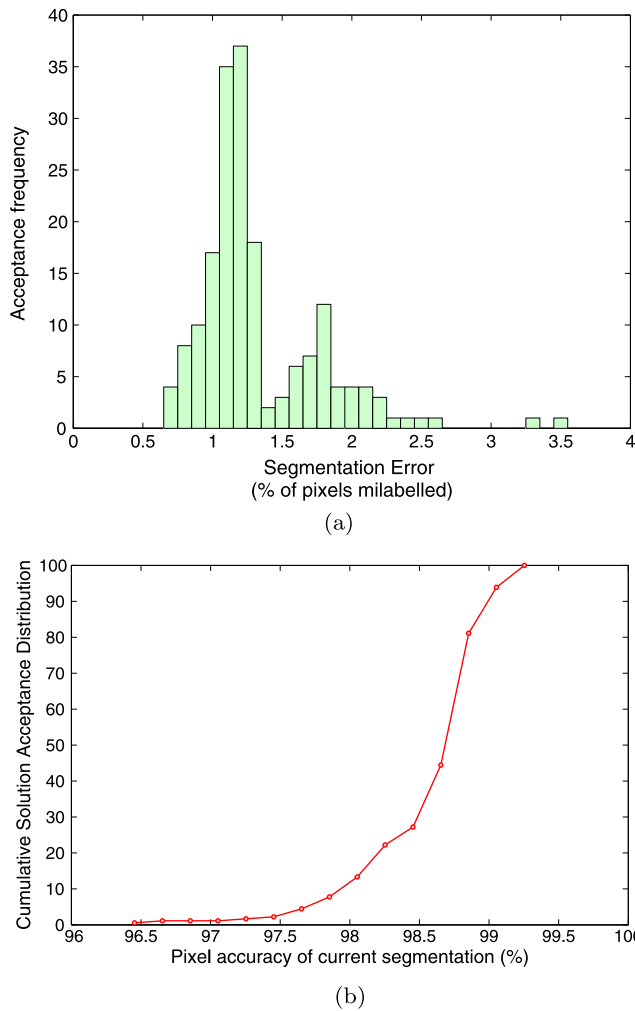 40
35
30
25
20
15
10
5
0
Acceptance frequency
0 0.5 1 1.5 2 2.5 3 3.5 4
Segmentation Error
(% of pixels milabelled)
(a)
100
90
80
70
60
50
40
30
20
10
0
Cumulative Solution Acceptance Distribution
96 96.5 97 97.5 98 98.5 99 99.5 100
Pixel accuracy of current segmentation (%)
(b)